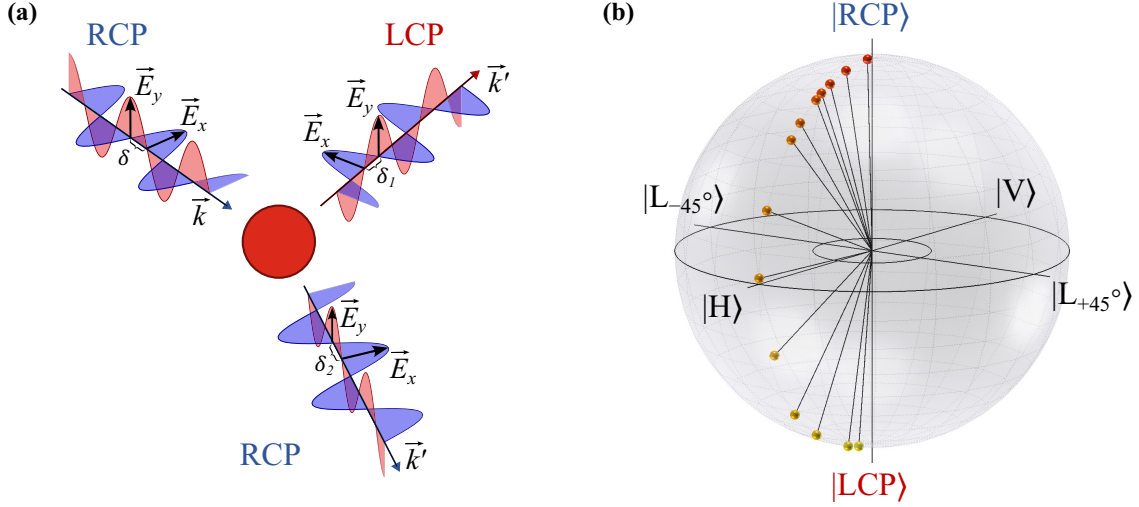 (a)
RCP
LCP
E⃗y
E⃗x
δ
k⃗
E⃗y
E⃗x
δ1
k⃗'
E⃗y
δ2
E⃗x
RCP
k⃗'
(b)
|RCP⟩
|L−45°⟩
|V⟩
|H⟩
|L+45°⟩
|LCP⟩